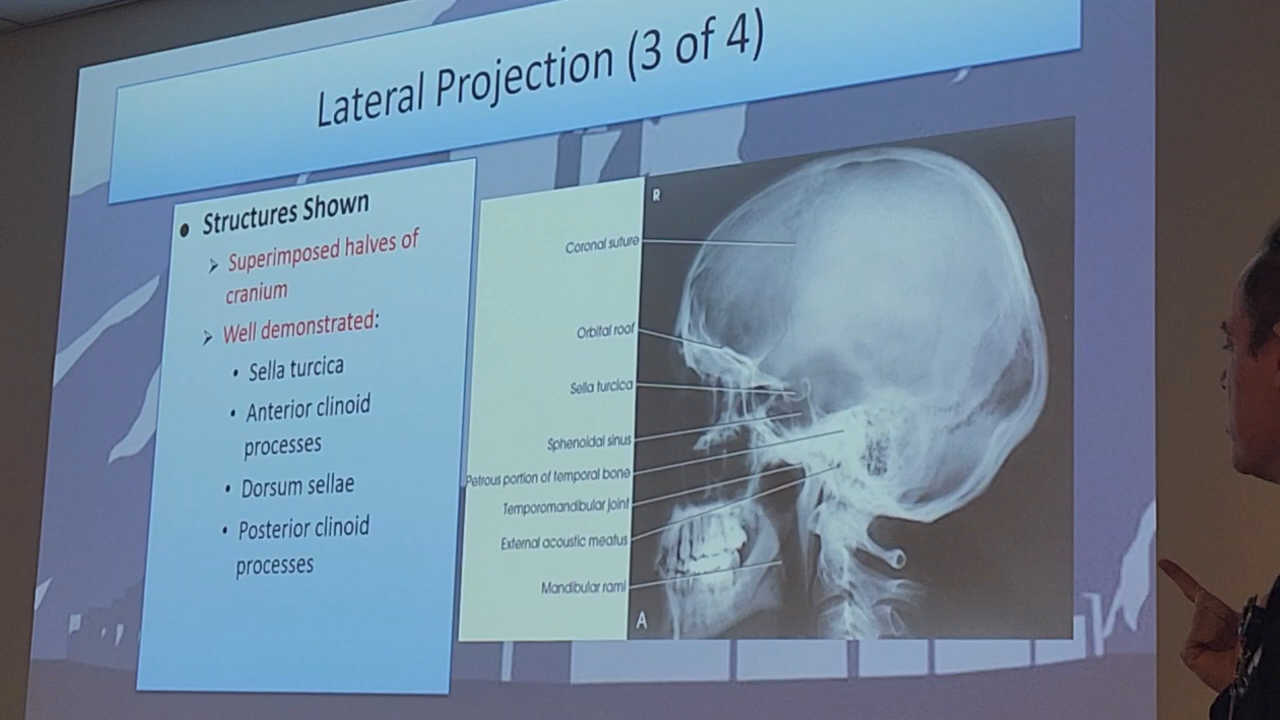 Lateral Projection (3 of 4)
• Structures Shown
➢ Superimposed halves of
cranium
➢ Well demonstrated:
• Sella turcica
• Anterior clinoid
processes
• Dorsum sellae
• Posterior clinoid
processes
R
Coronal suture
Orbital roof
Sella turcica
Sphenoidal sinus
Petrous portion of temporal bone
Temporomandibular joint
External acoustic meatus
Mandibular rami
A